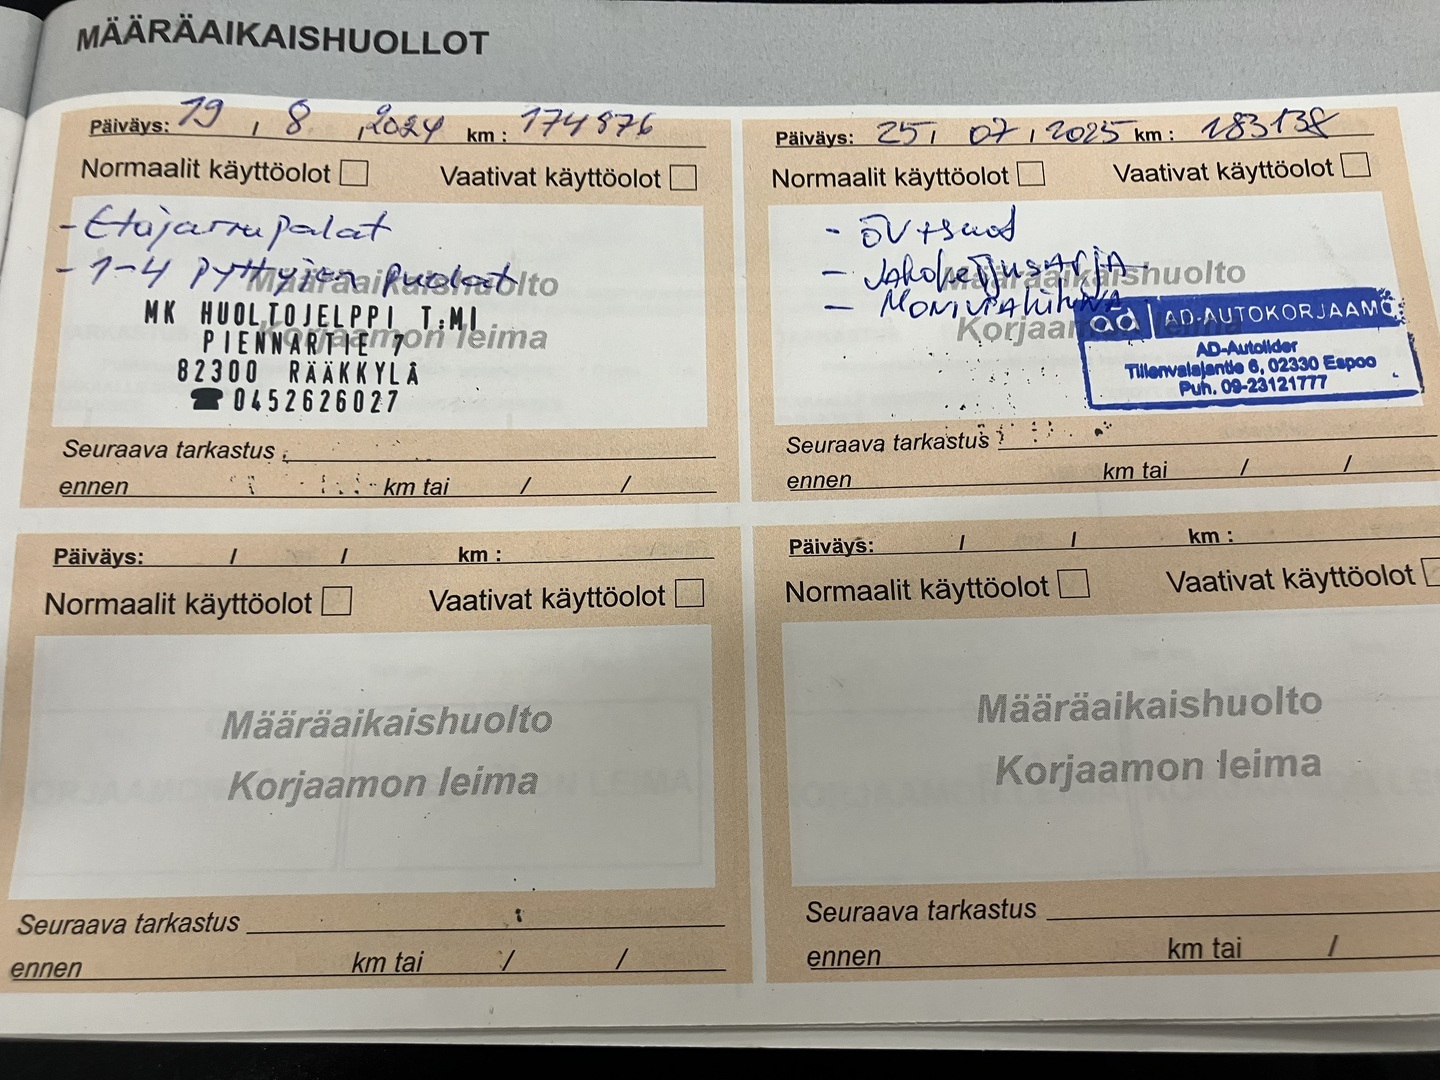 MÄÄRÄAIKAISHUOLLOT
Päiväys: 19 / 8 / 2024 km : 174876
Normaalit käyttöolot Vaativat käyttöolot
- Etujarrupalat
- 1-4 pyttyjen puolat
Määräaikaishuolto
Korjaamon leima
MK HUOLTOJELPPI T:MI
PIENNARTIE 7
82300 RÄÄKKYLÄ
☎ 0452626027
Seuraava tarkastus
ennen km tai / /
Päiväys: 25 / 07 / 2025 km : 183138
Normaalit käyttöolot Vaativat käyttöolot
- ÖV+suod
- Jakoketjusarja
- Moniurahihna
Määräaikaishuolto
Korjaamon leima
ad AD-AUTOKORJAAMO
AD-Autolider
Tillenvalajantie 6, 02330 Espoo
Puh. 09-23121777
Seuraava tarkastus
ennen km tai / /
Päiväys: / / km :
Normaalit käyttöolot Vaativat käyttöolot
Määräaikaishuolto
Korjaamon leima
Seuraava tarkastus
ennen km tai / /
Päiväys: / / km :
Normaalit käyttöolot Vaativat käyttöolot
Määräaikaishuolto
Korjaamon leima
Seuraava tarkastus
ennen km tai /